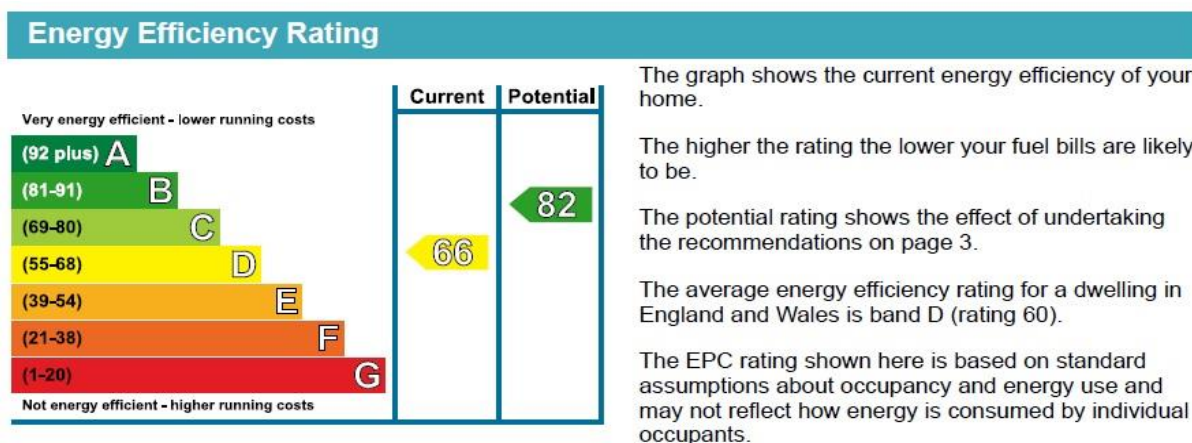 Energy Efficiency Rating
Current Potential
Very energy efficient - lower running costs
(92 plus) A
(81-91) B
(69-80) C
(55-68) D
(39-54) E
(21-38) F
(1-20) G
Not energy efficient - higher running costs
66
82
The graph shows the current energy efficiency of your
home.
The higher the rating the lower your fuel bills are likely
to be.
The potential rating shows the effect of undertaking
the recommendations on page 3.
The average energy efficiency rating for a dwelling in
England and Wales is band D (rating 60).
The EPC rating shown here is based on standard
assumptions about occupancy and energy use and
may not reflect how energy is consumed by individual
occupants.